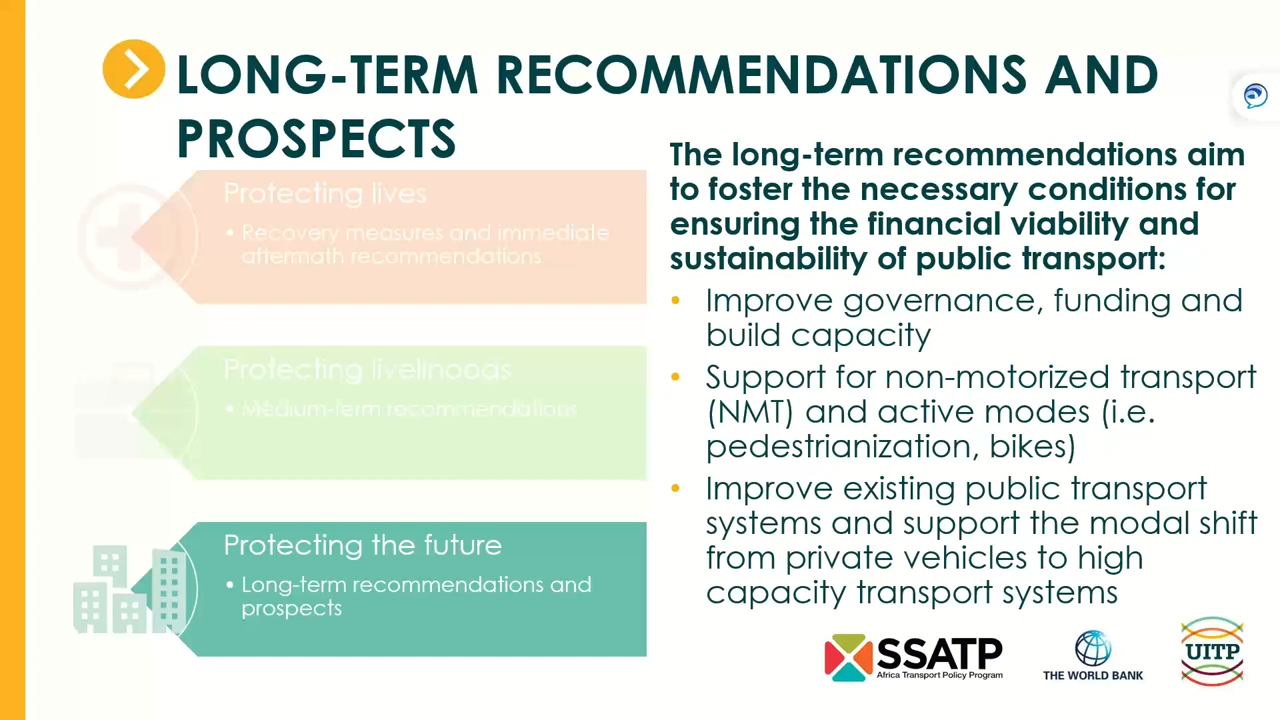 LONG-TERM RECOMMENDATIONS AND
PROSPECTS
Protecting lives
• Recovery measures and immediate
aftermath recommendations
Protecting livelihoods
• Medium-term recommendations
Protecting the future
• Long-term recommendations and
prospects
The long-term recommendations aim
to foster the necessary conditions for
ensuring the financial viability and
sustainability of public transport:
• Improve governance, funding and
build capacity
• Support for non-motorized transport
(NMT) and active modes (i.e.
pedestrianization, bikes)
• Improve existing public transport
systems and support the modal shift
from private vehicles to high
capacity transport systems
SSATP
Africa Transport Policy Program
THE WORLD BANK
UITP